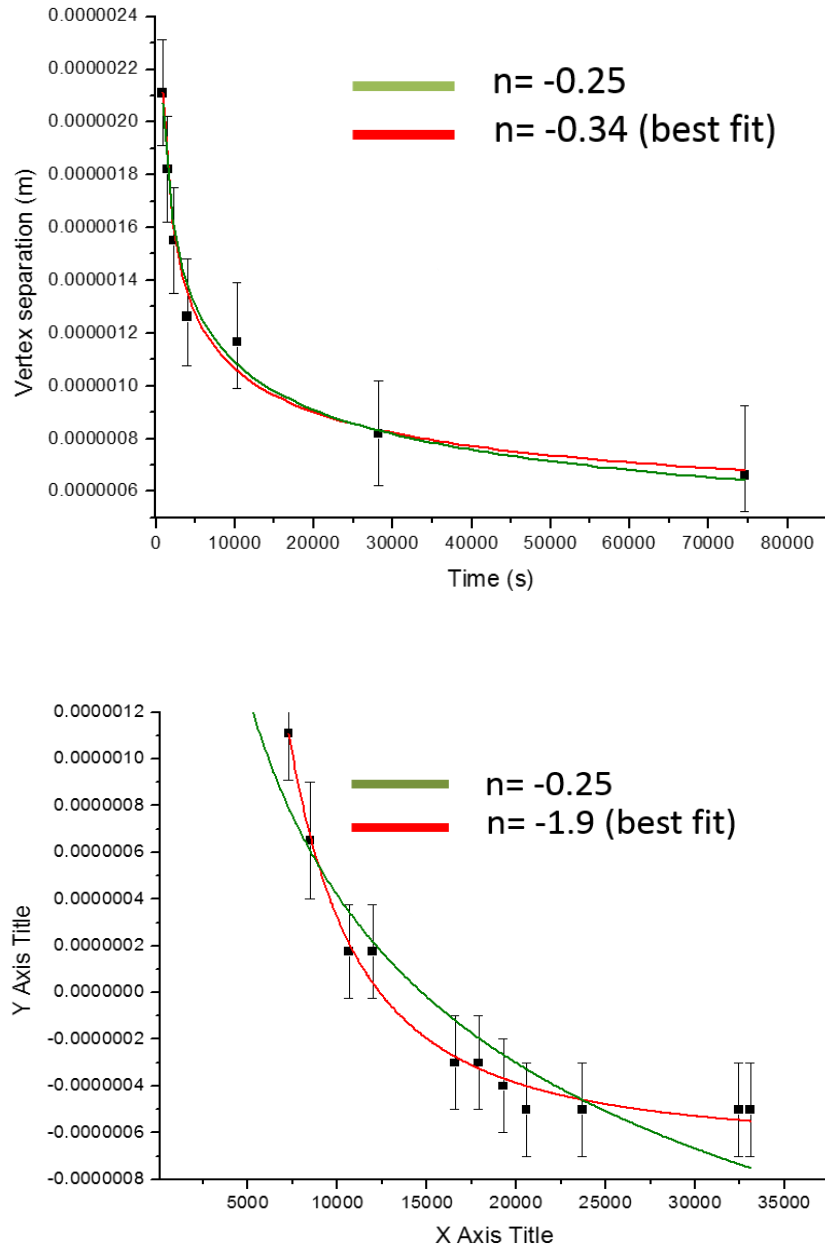 n= -0.25
n= -0.34 (best fit)
Vertex separation (m)
0.0000024
0.0000022
0.0000020
0.0000018
0.0000016
0.0000014
0.0000012
0.0000010
0.0000008
0.0000006
0 10000 20000 30000 40000 50000 60000 70000 80000
Time (s)
n= -0.25
n= -1.9 (best fit)
Y Axis Title
0.0000012
0.0000010
0.0000008
0.0000006
0.0000004
0.0000002
0.0000000
-0.0000002
-0.0000004
-0.0000006
-0.0000008
5000 10000 15000 20000 25000 30000 35000
X Axis Title